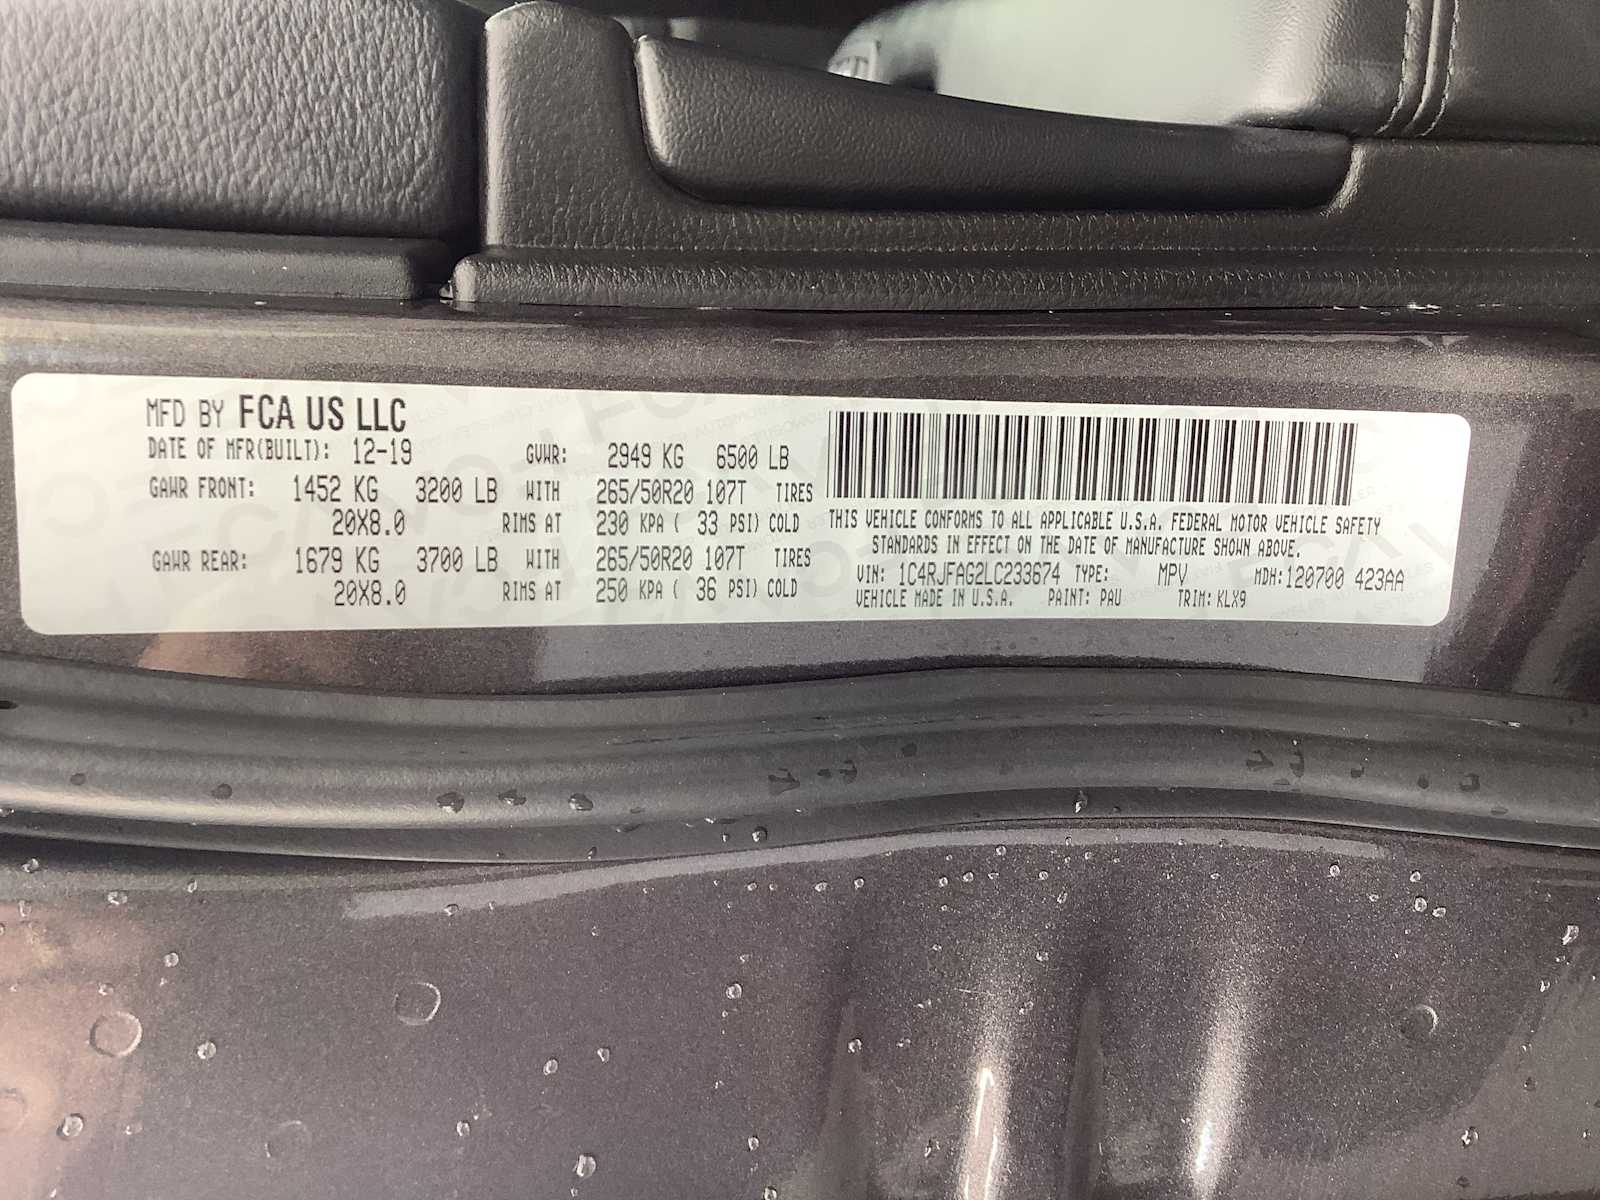 MFD BY FCA US LLC
DATE OF MFR(BUILT): 12-19 GVWR: 2949 KG 6500 LB
GAWR FRONT: 1452 KG 3200 LB WITH 265/50R20 107T TIRES
20X8.0 RIMS AT 230 KPA ( 33 PSI) COLD
GAWR REAR: 1679 KG 3700 LB WITH 265/50R20 107T TIRES
20X8.0 RIMS AT 250 KPA ( 36 PSI) COLD
THIS VEHICLE CONFORMS TO ALL APPLICABLE U.S.A. FEDERAL MOTOR VEHICLE SAFETY
STANDARDS IN EFFECT ON THE DATE OF MANUFACTURE SHOWN ABOVE.
VIN: 1C4RJFAG2LC233674 TYPE: MPV MDH:120700 423AA
VEHICLE MADE IN U.S.A. PAINT: PAU TRIM: KLX9